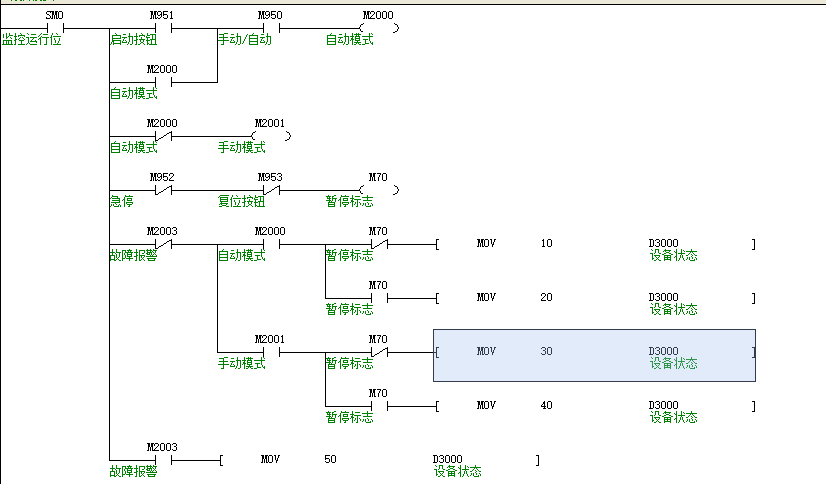 SM0 M951 M950 M2000
监控运行位 启动按钮 手动/自动 自动模式
M2000
自动模式
M2000 M2001
自动模式 手动模式
M952 M953 M70
急停 复位按钮 暂停标志
M2003 M2000 M70 [ MOV 10 D3000 ]
故障报警 自动模式 暂停标志 设备状态
M70 [ MOV 20 D3000 ]
暂停标志 设备状态
M2001 M70 [ MOV 30 D3000 ]
手动模式 暂停标志 设备状态
M70 [ MOV 40 D3000 ]
暂停标志 设备状态
M2003 [ MOV 50 D3000 ]
故障报警 设备状态